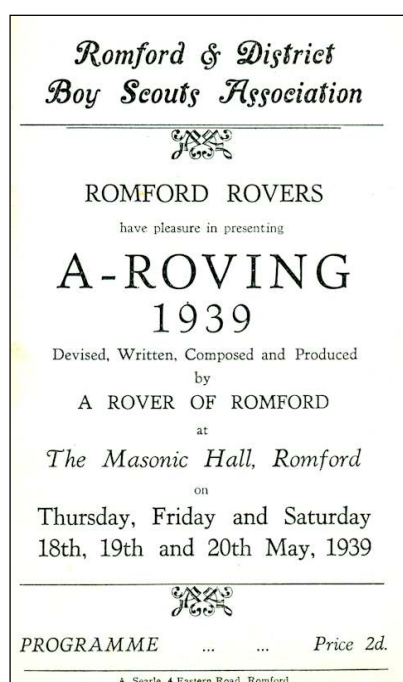 Romford & District
Boy Scouts Association
ROMFORD ROVERS
have pleasure in presenting
A-ROVING
1939
Devised, Written, Composed and Produced
by
A ROVER OF ROMFORD
at
The Masonic Hall, Romford
on
Thursday, Friday and Saturday
18th, 19th and 20th May, 1939
PROGRAMME ... ... Price 2d.
A. Searle, 4 Eastern Road, Romford